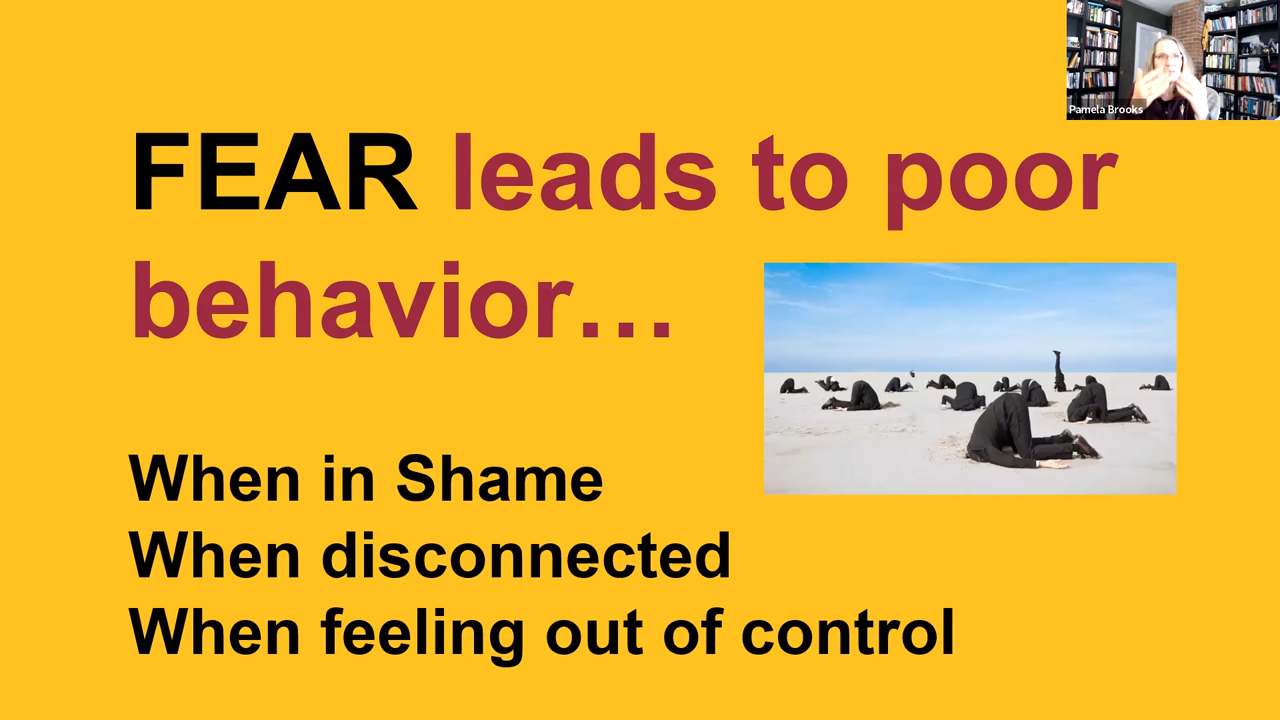 Pamela Brooks
FEAR leads to poor
behavior…
When in Shame
When disconnected
When feeling out of control